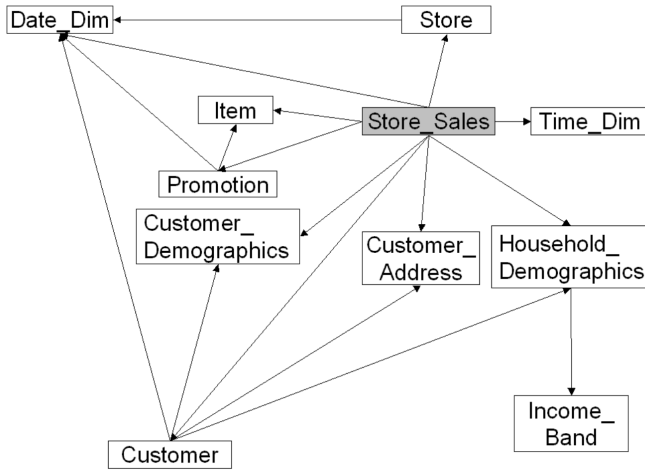 Date_Dim
Store
Item
Store_Sales
Time_Dim
Promotion
Customer_
Demographics
Customer_
Address
Household_
Demographics
Income_
Band
Customer